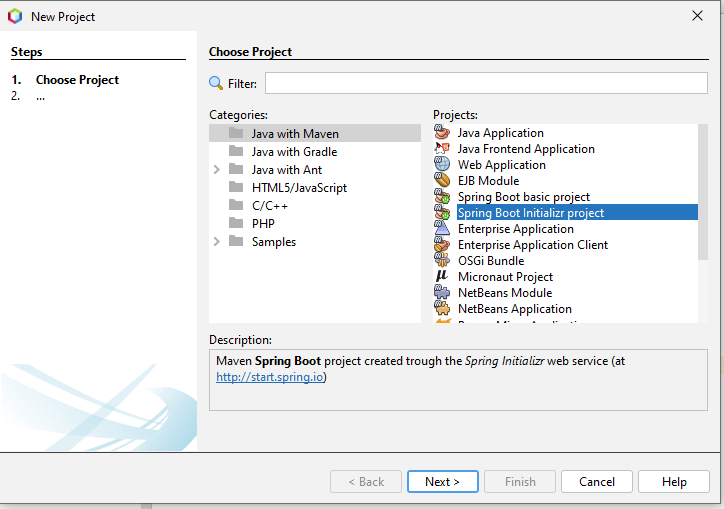 New Project
Steps
1. Choose Project
2. ...
Choose Project
Filter:
Categories:
Java with Maven
Java with Gradle
Java with Ant
HTML5/JavaScript
C/C++
PHP
Samples
Projects:
Java Application
Java Frontend Application
Web Application
EJB Module
Spring Boot basic project
Spring Boot Initializr project
Enterprise Application
Enterprise Application Client
OSGi Bundle
Micronaut Project
NetBeans Module
NetBeans Application
Description:
Maven Spring Boot project created trough the Spring Initializr web service (at
http://start.spring.io)
< Back
Next >
Finish
Cancel
Help